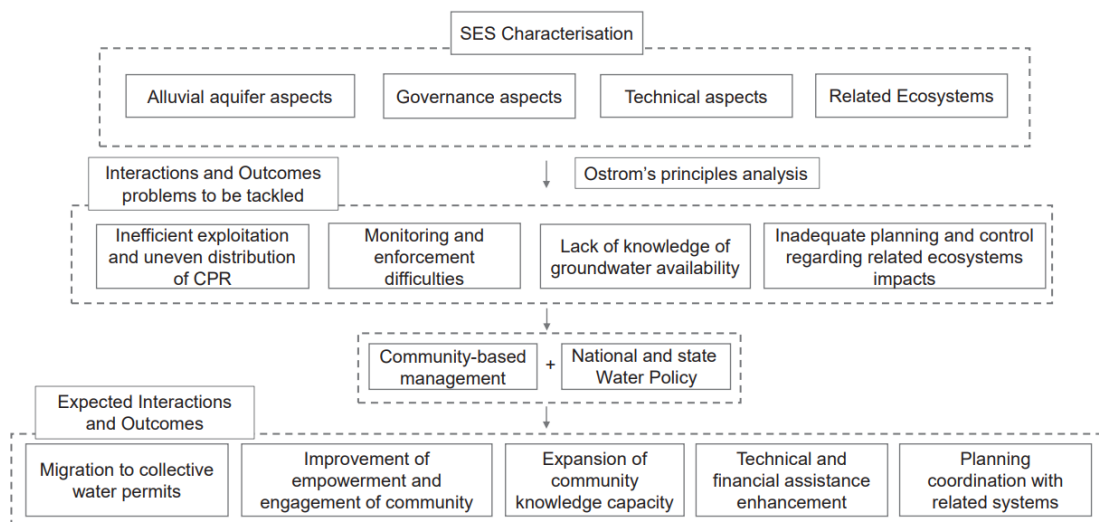 SES Characterisation
Alluvial aquifer aspects
Governance aspects
Technical aspects
Related Ecosystems
Ostrom's principles analysis
Interactions and Outcomes
problems to be tackled
Inefficient exploitation
and uneven distribution
of CPR
Monitoring and
enforcement
difficulties
Lack of knowledge of
groundwater availability
Inadequate planning and control
regarding related ecosystems
impacts
Community-based
management
+
National and state
Water Policy
Expected Interactions
and Outcomes
Migration to collective
water permits
Improvement of
empowerment and
engagement of community
Expansion of
community
knowledge capacity
Technical and
financial assistance
enhancement
Planning
coordination with
related systems